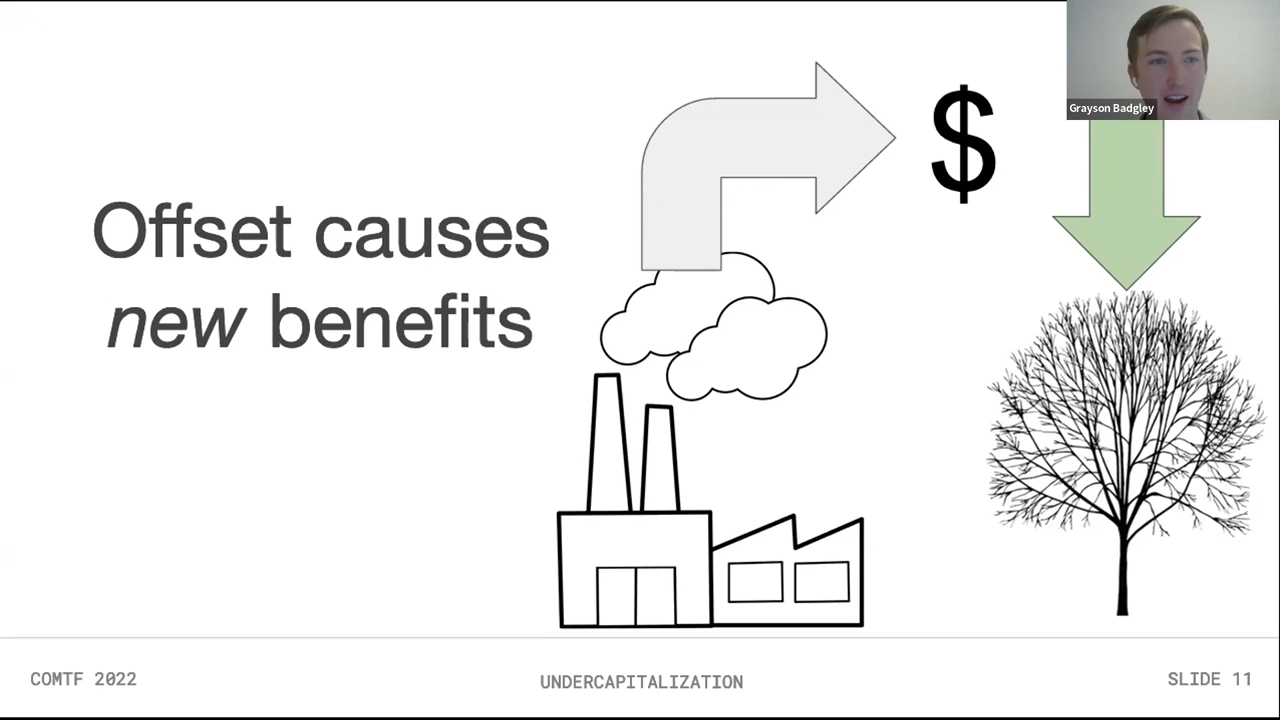 Grayson Badgley
$
Offset causes
new benefits
COMTF 2022
UNDERCAPITALIZATION
SLIDE 11